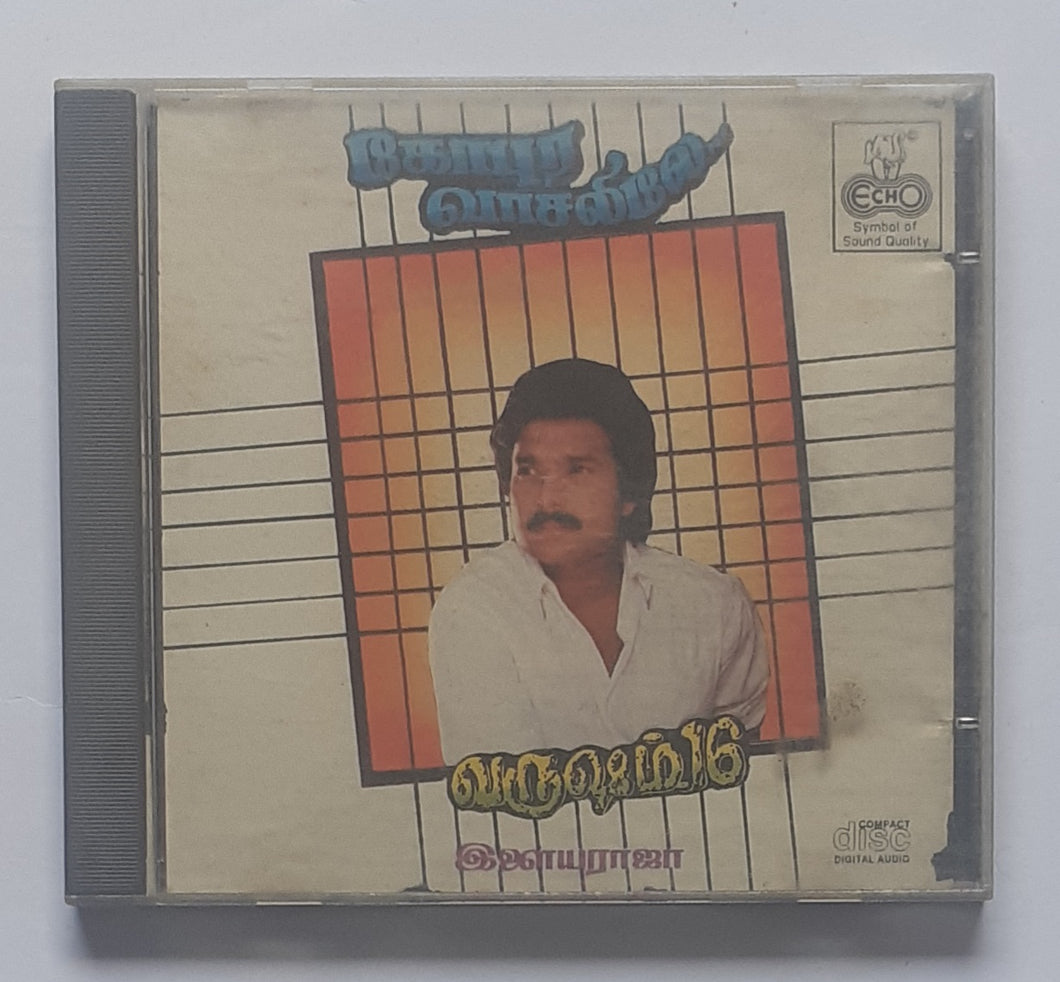 கோபுர
வாசலிலே
ECHO
Symbol of
Sound Quality
வருஷம் 16
இளையராஜா
COMPACT
disc
DIGITAL AUDIO